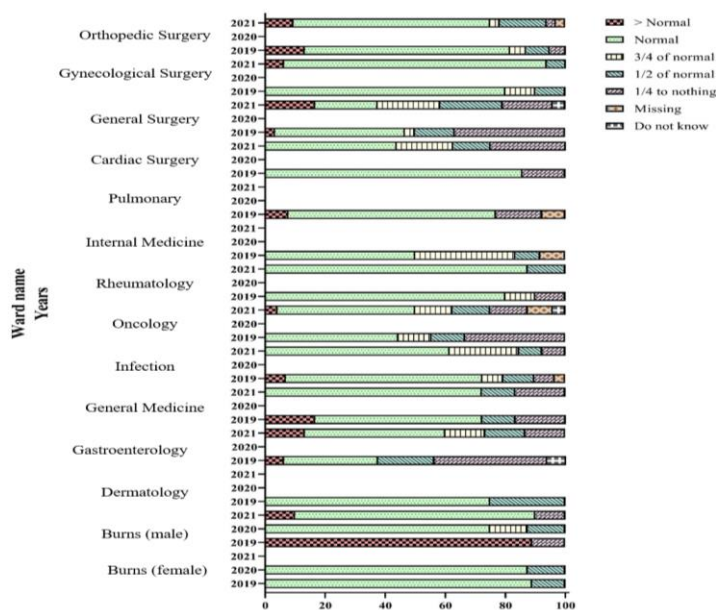 Ward name
Years
Orthopedic Surgery
2021
2020
2019
Gynecological Surgery
2021
2020
2019
General Surgery
2021
2020
2019
Cardiac Surgery
2021
2020
2019
Pulmonary
2021
2020
2019
Internal Medicine
2021
2020
2019
Rheumatology
2021
2020
2019
Oncology
2021
2020
2019
Infection
2021
2020
2019
General Medicine
2021
2020
2019
Gastroenterology
2021
2020
2019
Dermatology
2021
2020
2019
Burns (male)
2021
2020
2019
Burns (female)
2021
2020
2019
0 20 40 60 80 100
> Normal
Normal
3/4 of normal
1/2 of normal
1/4 to nothing
Missing
Do not know